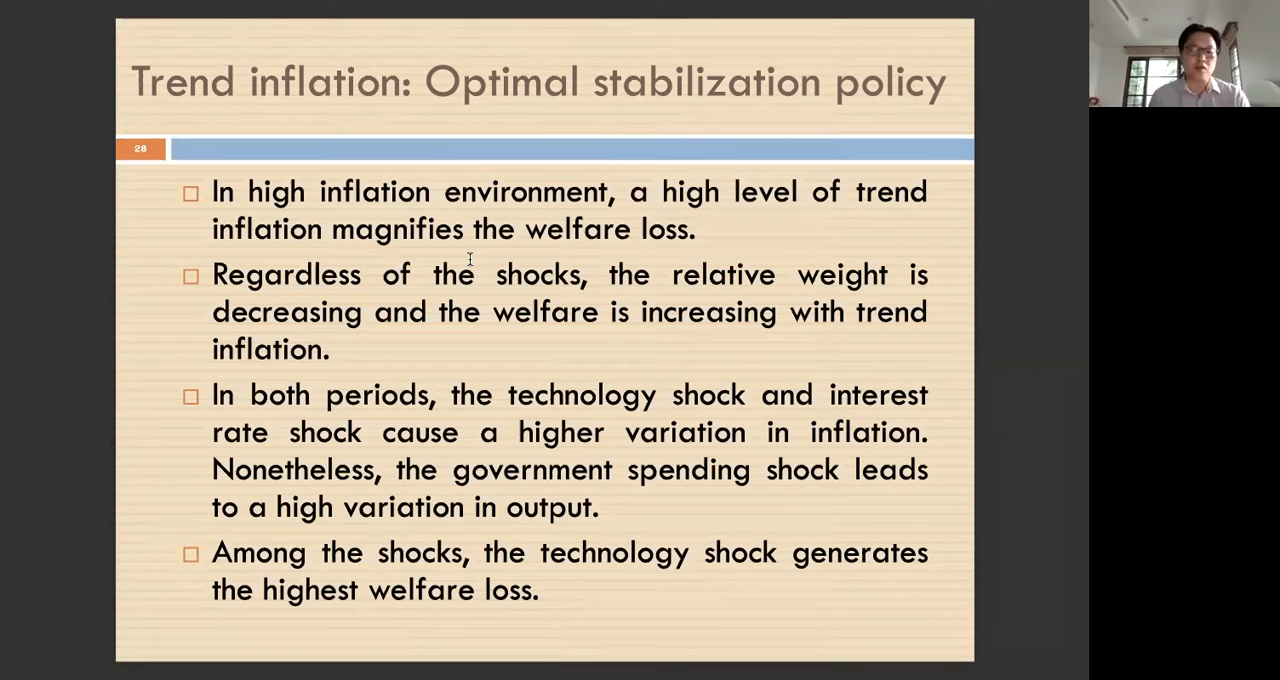 Trend inflation: Optimal stabilization policy
28
In high inflation environment, a high level of trend
inflation magnifies the welfare loss.
Regardless of the shocks, the relative weight is
decreasing and the welfare is increasing with trend
inflation.
In both periods, the technology shock and interest
rate shock cause a higher variation in inflation.
Nonetheless, the government spending shock leads
to a high variation in output.
Among the shocks, the technology shock generates
the highest welfare loss.